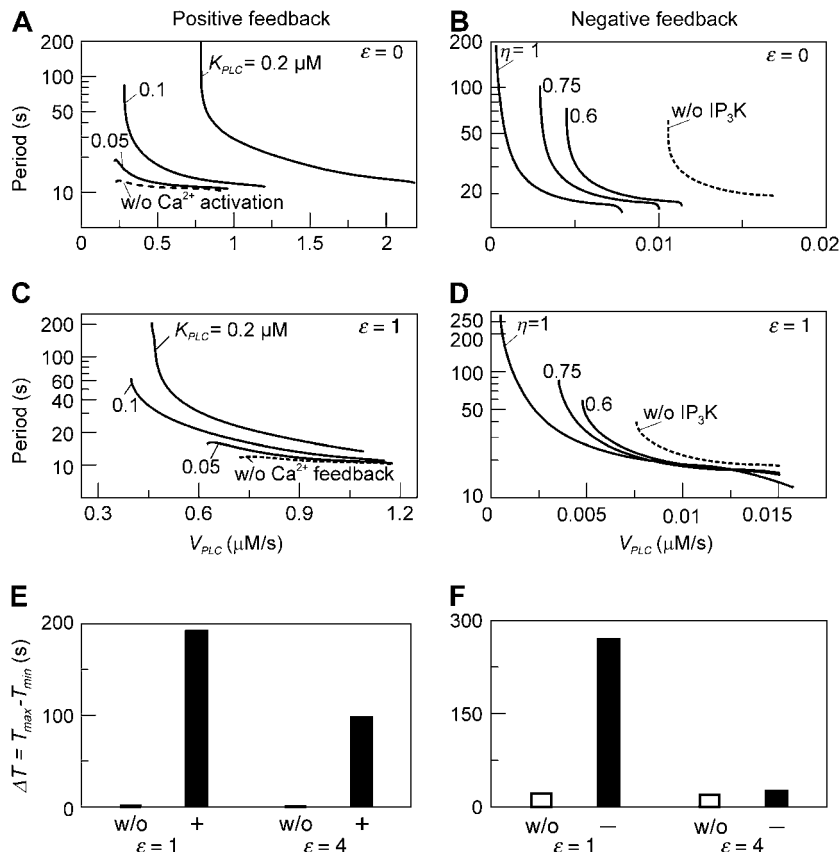 Positive feedback
Negative feedback
A
B
Period (s)
200
100
50
10
K_PLC = 0.2 µM
ε = 0
0.1
0.05
w/o Ca²⁺ activation
0 0.5 1 1.5 2
200
100
50
20
η = 1
ε = 0
0.75
0.6
w/o IP₃K
0 0.01 0.02
C
D
Period (s)
200
100
60
40
20
10
K_PLC = 0.2 µM
ε = 1
0.1
0.05
w/o Ca²⁺ feedback
0.3 0.6 0.9 1.2
V_PLC (µM/s)
250
200
100
50
10
η=1
ε = 1
0.75
0.6
w/o IP₃K
0 0.005 0.01 0.015
V_PLC (µM/s)
E
F
ΔT = T_max-T_min (s)
200
100
0
w/o + w/o +
ε = 1 ε = 4
300
150
0
w/o – w/o –
ε = 1 ε = 4